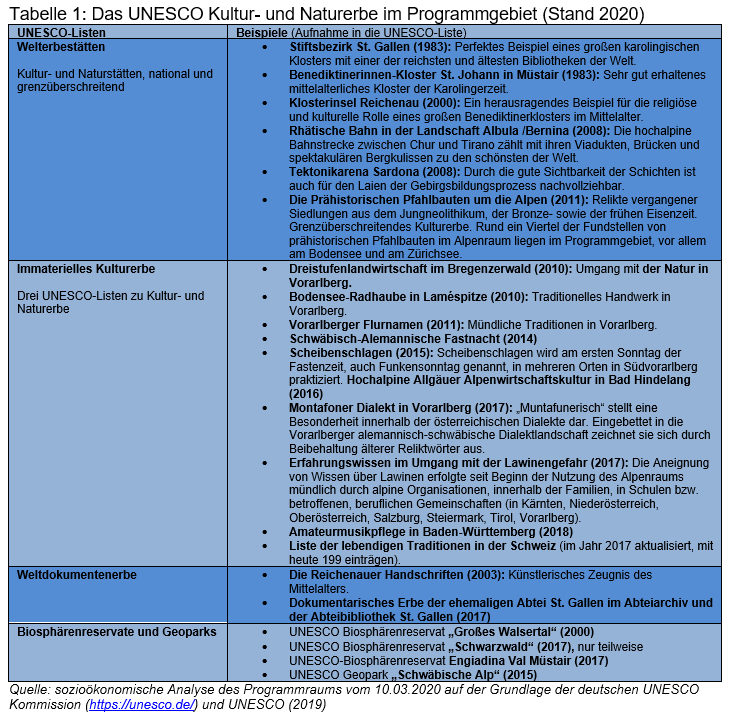 Tabelle 1: Das UNESCO Kultur- und Naturerbe im Programmgebiet (Stand 2020)
UNESCO-Listen
Beispiele (Aufnahme in die UNESCO-Liste)
Welterbestätten
Kultur- und Naturstätten, national und
grenzüberschreitend
• Stiftsbezirk St. Gallen (1983): Perfektes Beispiel eines großen karolingischen
Klosters mit einer der reichsten und ältesten Bibliotheken der Welt.
• Benediktinerinnen-Kloster St. Johann in Müstair (1983): Sehr gut erhaltenes
mittelalterliches Kloster der Karolingerzeit.
• Klosterinsel Reichenau (2000): Ein herausragendes Beispiel für die religiöse
und kulturelle Rolle eines großen Benediktinerklosters im Mittelalter.
• Rhätische Bahn in der Landschaft Albula /Bernina (2008): Die hochalpine
Bahnstrecke zwischen Chur und Tirano zählt mit ihren Viadukten, Brücken und
spektakulären Bergkulissen zu den schönsten der Welt.
• Tektonikarena Sardona (2008): Durch die gute Sichtbarkeit der Schichten ist
auch für den Laien der Gebirgsbildungsprozess nachvollziehbar.
• Die Prähistorischen Pfahlbauten um die Alpen (2011): Relikte vergangener
Siedlungen aus dem Jungneolithikum, der Bronze- sowie der frühen Eisenzeit.
Grenzüberschreitendes Kulturerbe. Rund ein Viertel der Fundstellen von
prähistorischen Pfahlbauten im Alpenraum liegen im Programmgebiet, vor allem
am Bodensee und am Zürichsee.
Immaterielles Kulturerbe
Drei UNESCO-Listen zu Kultur- und
Naturerbe
• Dreistufenlandwirtschaft im Bregenzerwald (2010): Umgang mit der Natur in
Vorarlberg.
• Bodensee-Radhaube in Laméspitze (2010): Traditionelles Handwerk in
Vorarlberg.
• Vorarlberger Flurnamen (2011): Mündliche Traditionen in Vorarlberg.
• Schwäbisch-Alemannische Fastnacht (2014)
• Scheibenschlagen (2015): Scheibenschlagen wird am ersten Sonntag der
Fastenzeit, auch Funkensonntag genannt, in mehreren Orten in Südvorarlberg
praktiziert. Hochalpine Allgäuer Alpenwirtschaftskultur in Bad Hindelang
(2016)
• Montafoner Dialekt in Vorarlberg (2017): „Muntafunerisch“ stellt eine
Besonderheit innerhalb der österreichischen Dialekte dar. Eingebettet in die
Vorarlberger alemannisch-schwäbische Dialektlandschaft zeichnet sie sich durch
Beibehaltung älterer Reliktwörter aus.
• Erfahrungswissen im Umgang mit der Lawinengefahr (2017): Die Aneignung
von Wissen über Lawinen erfolgte seit Beginn der Nutzung des Alpenraums
mündlich durch alpine Organisationen, innerhalb der Familien, in Schulen bzw.
betroffenen, beruflichen Gemeinschaften (in Kärnten, Niederösterreich,
Oberösterreich, Salzburg, Steiermark, Tirol, Vorarlberg).
• Amateurmusikpflege in Baden-Württemberg (2018)
• Liste der lebendigen Traditionen in der Schweiz (im Jahr 2017 aktualisiert, mit
heute 199 einträgen).
Weltdokumentenerbe
• Die Reichenauer Handschriften (2003): Künstlerisches Zeugnis des
Mittelalters.
• Dokumentarisches Erbe der ehemaligen Abtei St. Gallen im Abteiarchiv und
der Abteibibliothek St. Gallen (2017)
Biosphärenreservate und Geoparks
• UNESCO Biosphärenreservat „Großes Walsertal“ (2000)
• UNESCO Biosphärenreservat „Schwarzwald“ (2017), nur teilweise
• UNESCO-Biosphärenreservat Engiadina Val Müstair (2017)
• UNESCO Geopark „Schwäbische Alp“ (2015)
Quelle: sozioökonomische Analyse des Programmraums vom 10.03.2020 auf der Grundlage der deutschen UNESCO
Kommission (https://unesco.de/) und UNESCO (2019)